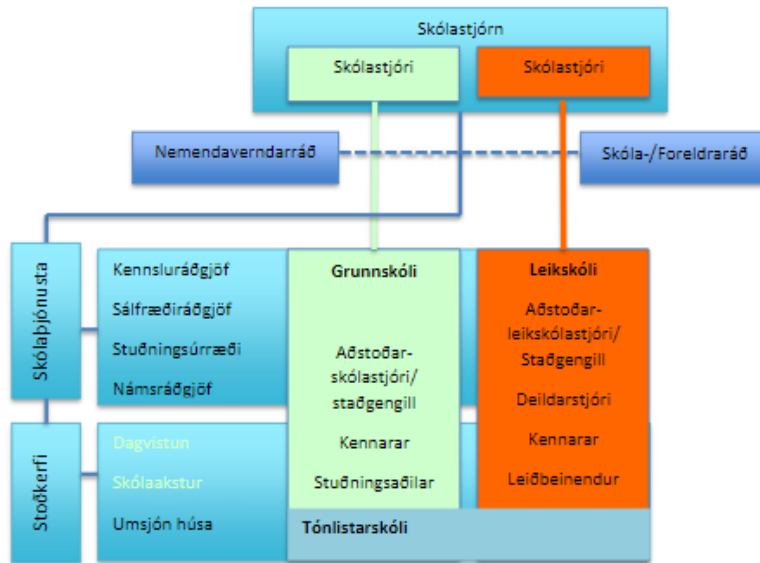 Skólastjórn
Skólastjóri
Skólastjóri
Nemendaverndarráð
Skóla-/Foreldraráð
Skólaþjónusta
Kennsluráðgjöf
Sálfræðiráðgjöf
Stuðningsúrræði
Námsráðgjöf
Grunnskóli
Aðstoðar-
skólastjóri/
staðgengill
Kennarar
Stuðningsaðilar
Leikskóli
Aðstoðar-
leikskólastjóri/
Staðgengill
Deildarstjóri
Kennarar
Leiðbeinendur
Stoðkerfi
Dagvistun
Skólaakstur
Umsjón húsa
Tónlistarskóli